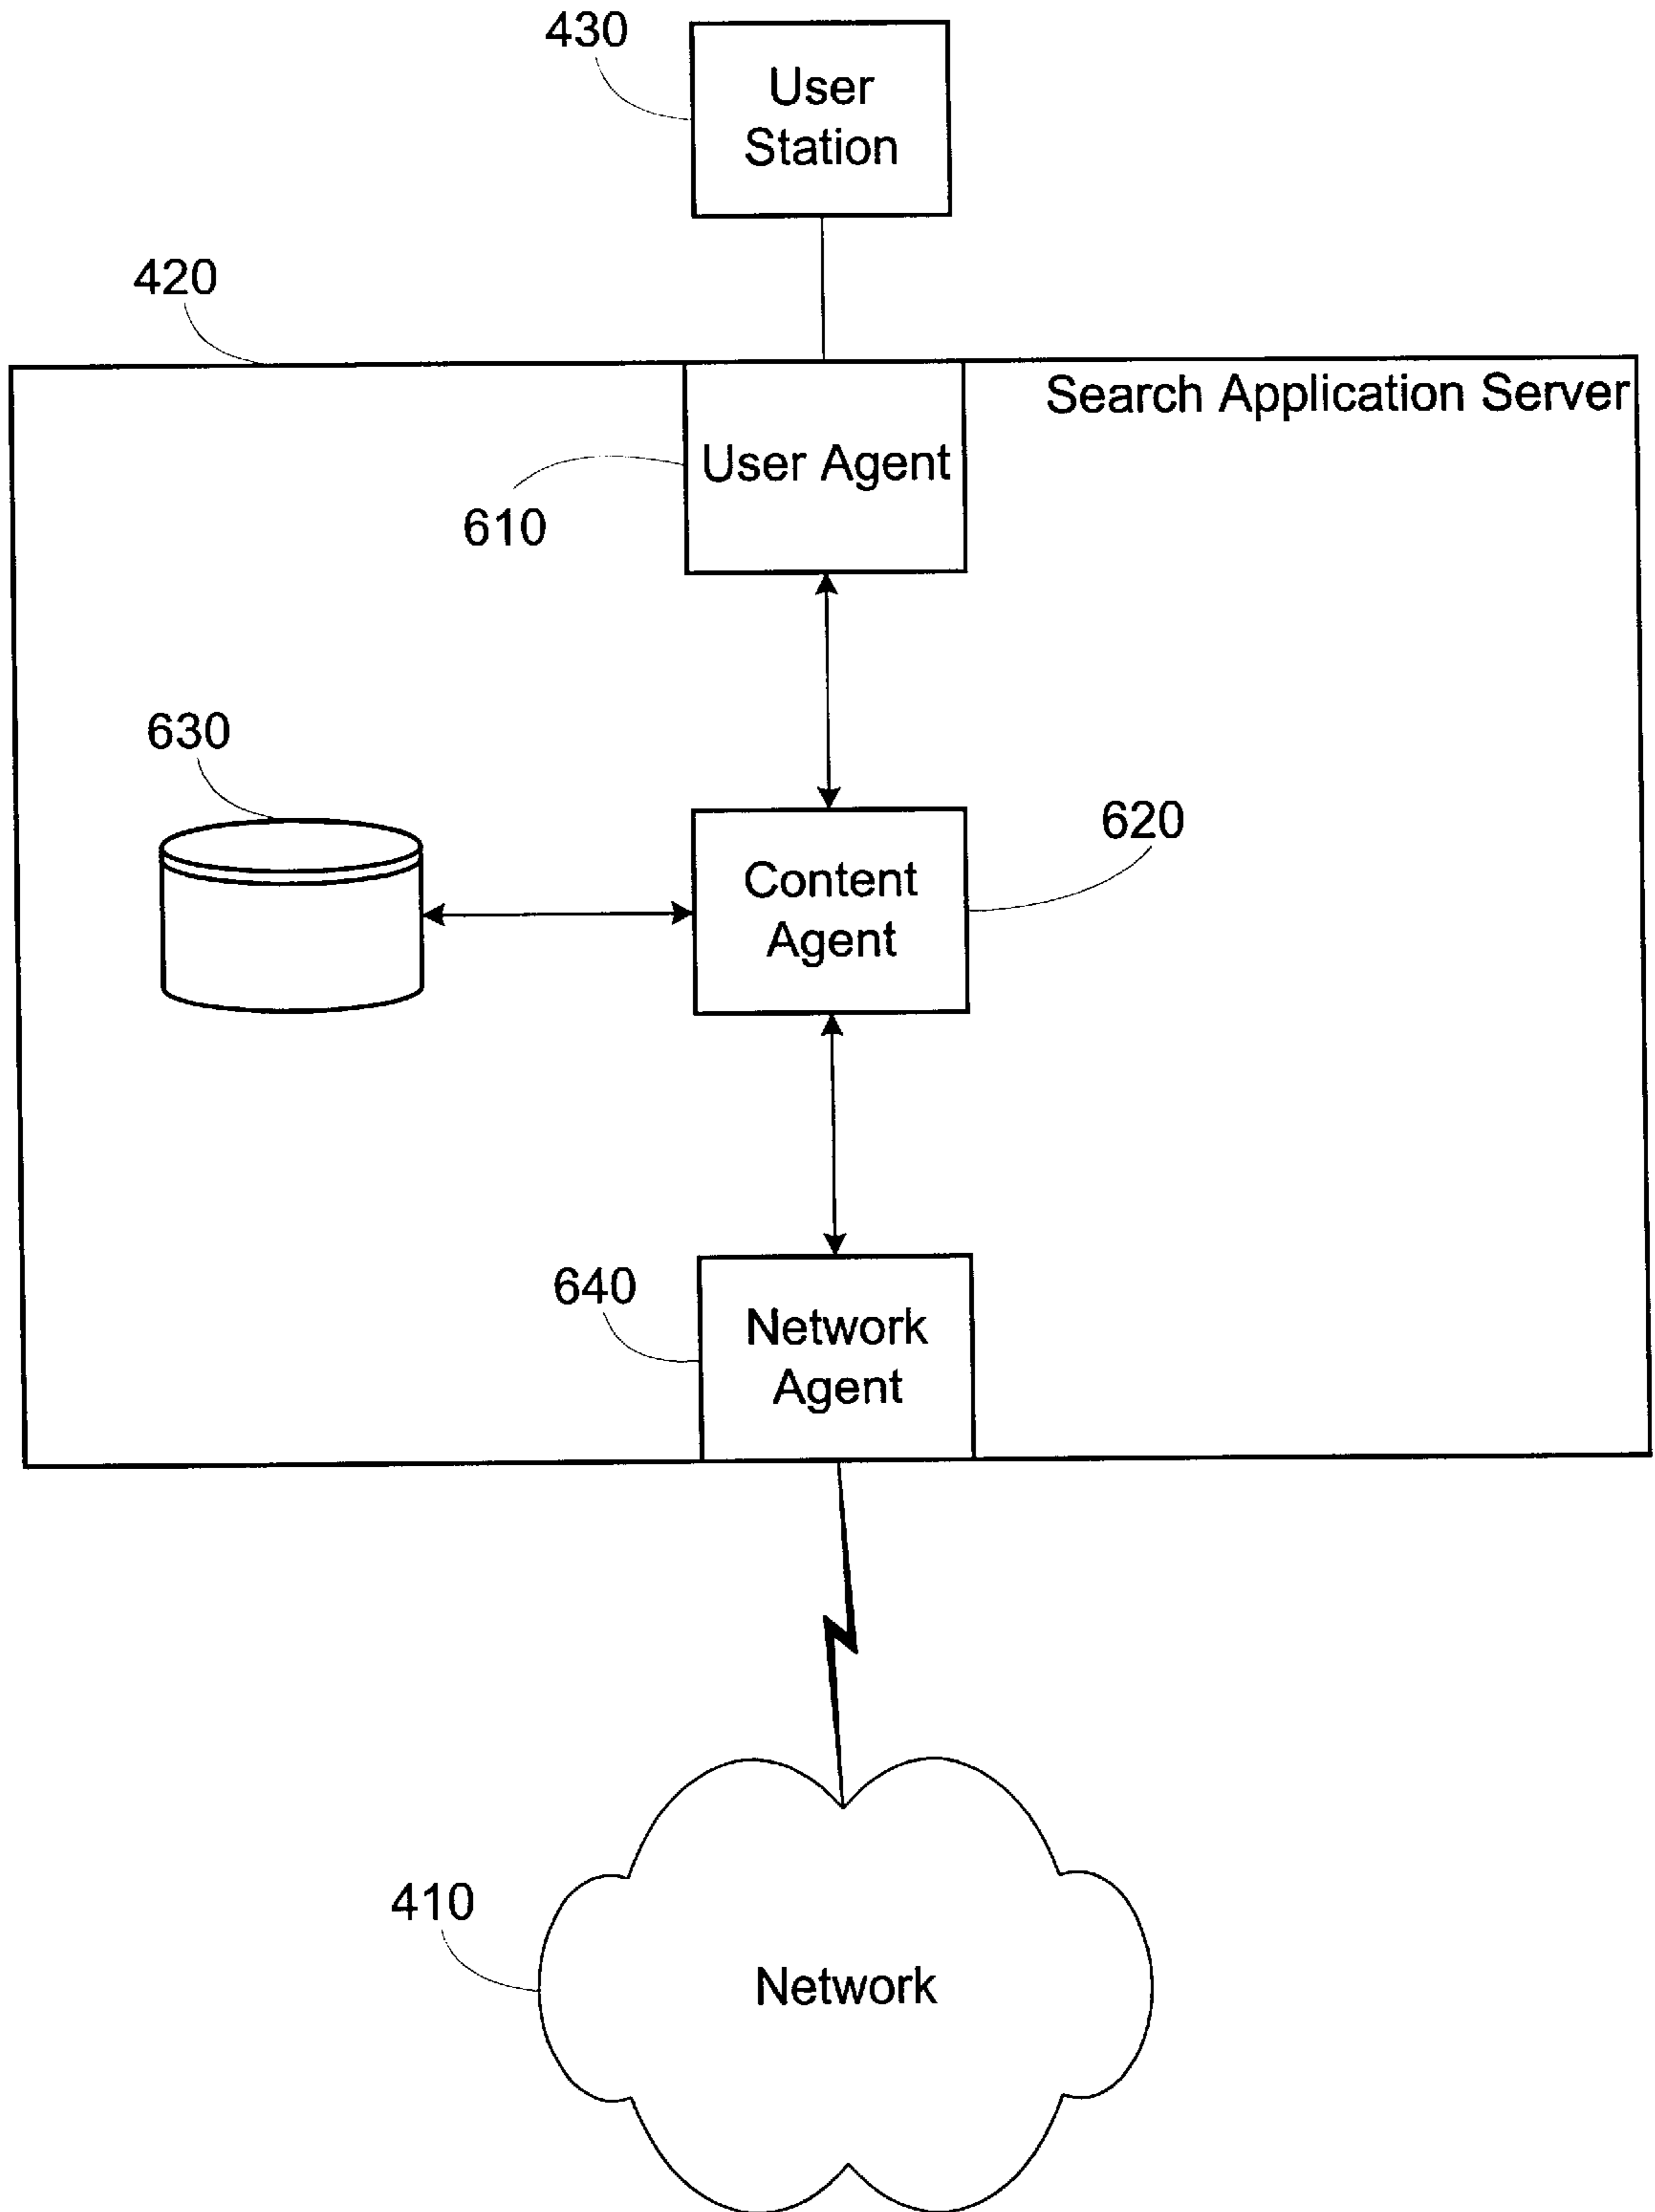 430
User
Station
420
Search Application Server
User Agent
610
630
620
Content
Agent
640
Network
Agent
410
Network